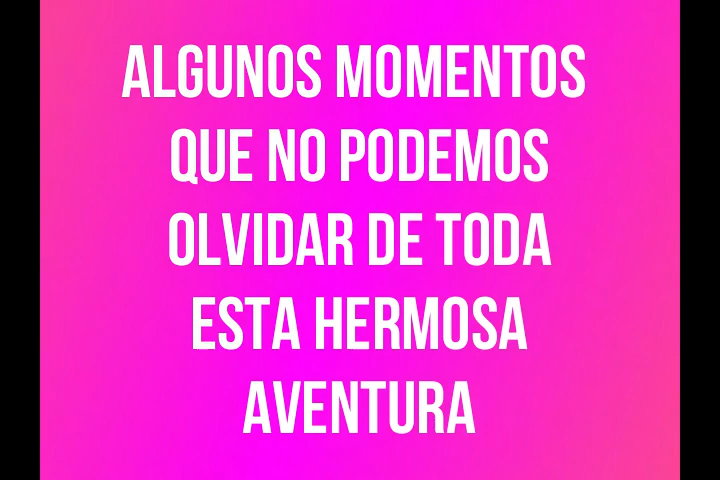 ALGUNOS MOMENTOS
QUE NO PODEMOS
OLVIDAR DE TODA
ESTA HERMOSA
AVENTURA